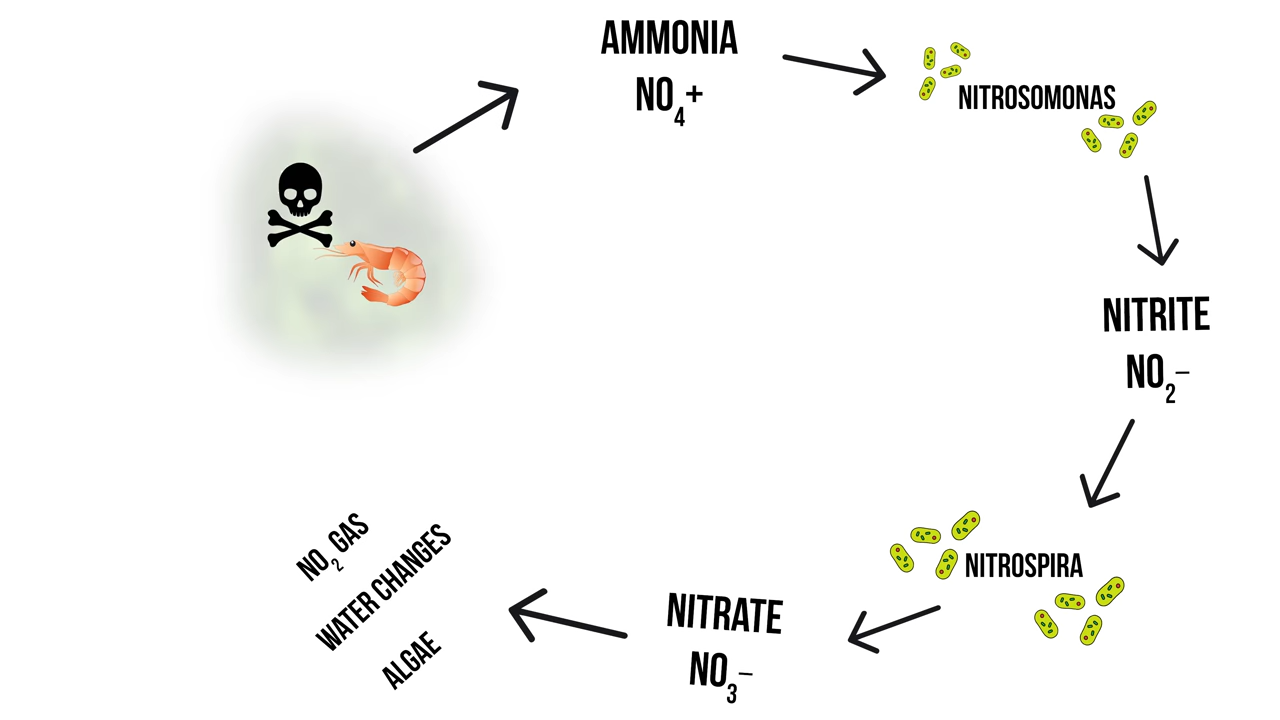 AMMONIA
NO₄+
NITROSOMONAS
NITRITE
NO₂–
NITROSPIRA
NITRATE
NO₃–
NO₂ GAS
WATER CHANGES
ALGAE